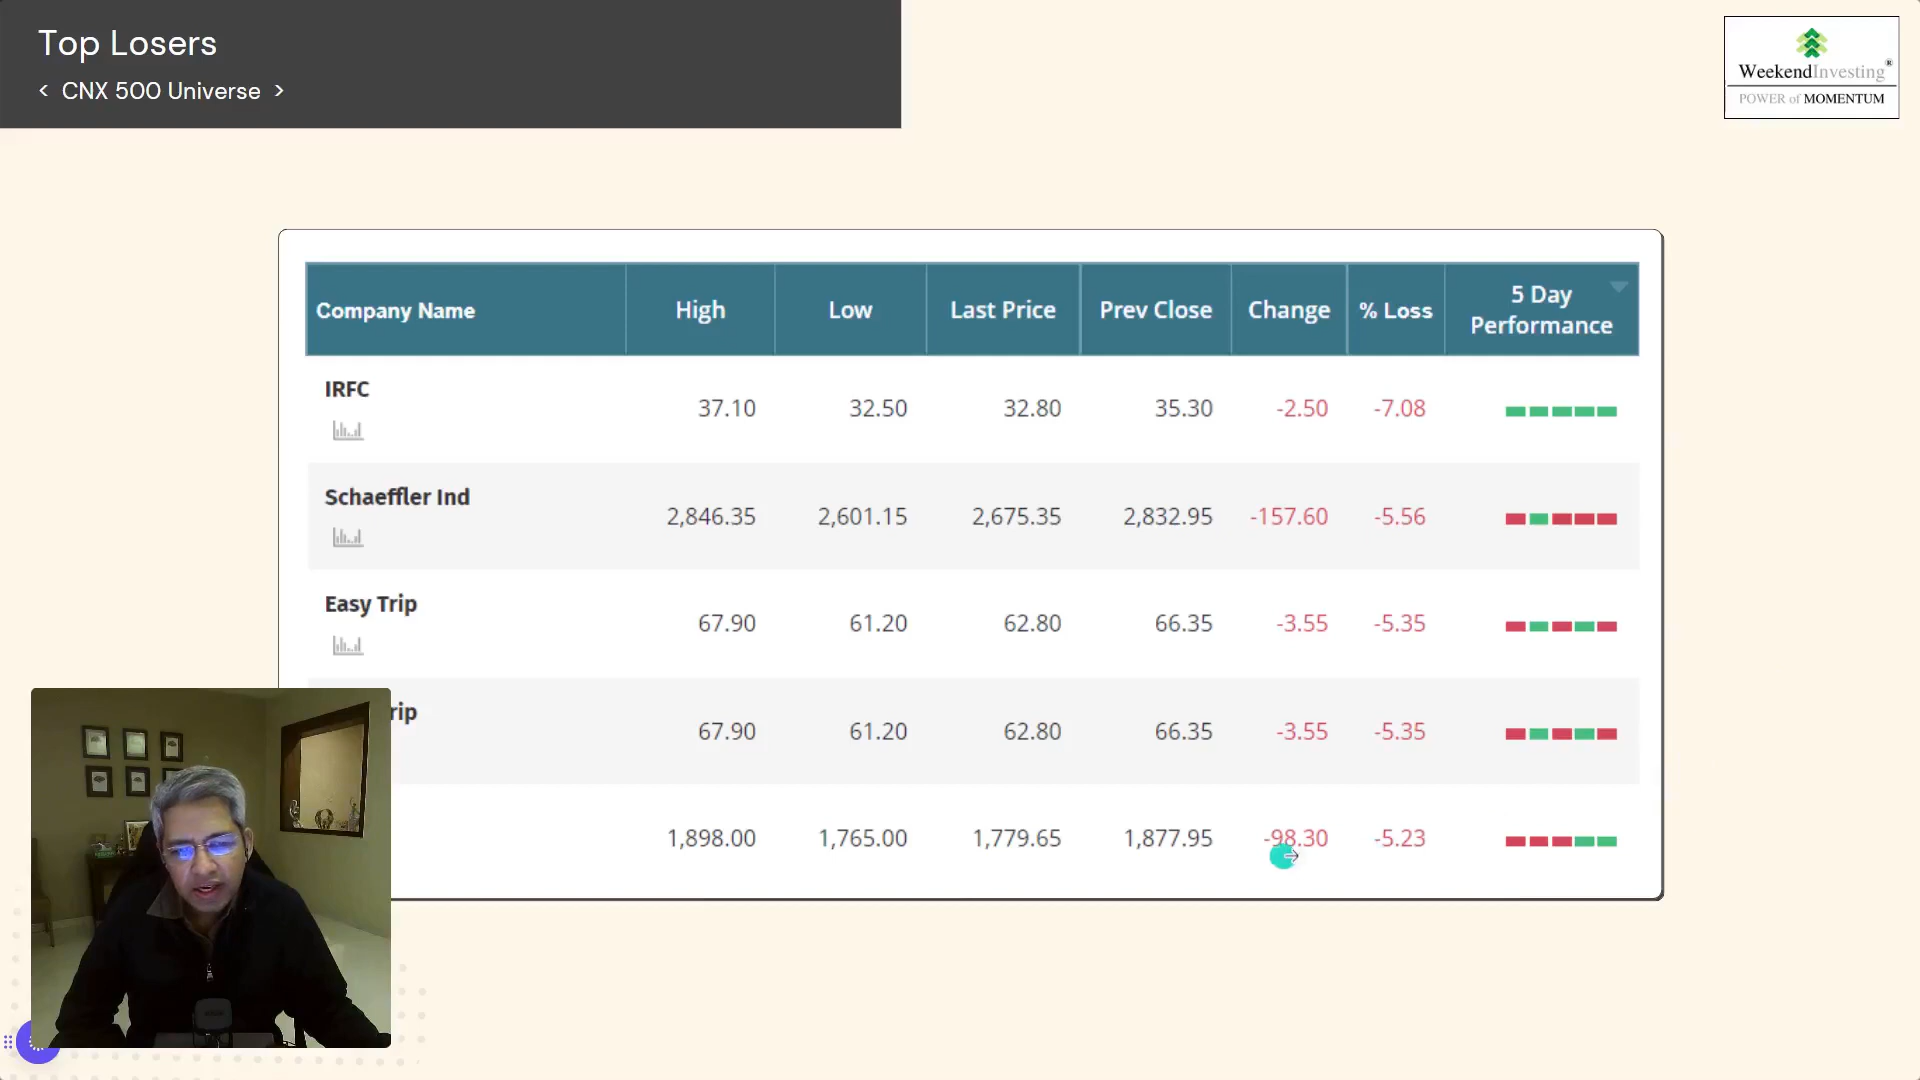 Top Losers
< CNX 500 Universe >
WeekendInvesting®
POWER of MOMENTUM
Company Name High Low Last Price Prev Close Change % Loss 5 Day Performance
IRFC 37.10 32.50 32.80 35.30 -2.50 -7.08
Schaeffler Ind 2,846.35 2,601.15 2,675.35 2,832.95 -157.60 -5.56
Easy Trip 67.90 61.20 62.80 66.35 -3.55 -5.35
rip 67.90 61.20 62.80 66.35 -3.55 -5.35
1,898.00 1,765.00 1,779.65 1,877.95 -98.30 -5.23